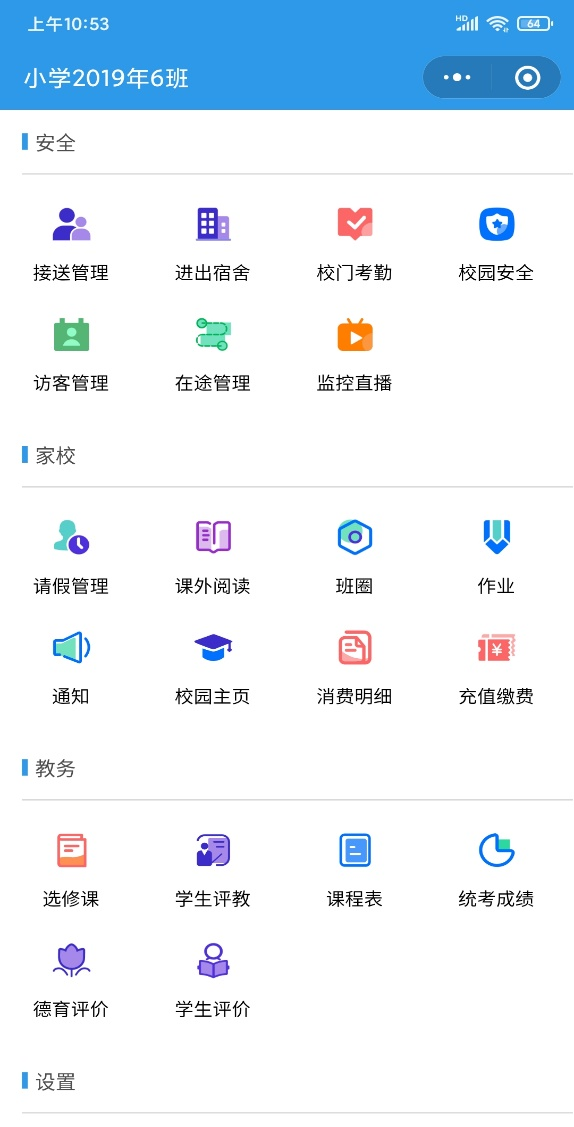 上午10:53
HD
64
小学2019年6班
安全
接送管理 进出宿舍 校门考勤 校园安全
访客管理 在途管理 监控直播
家校
请假管理 课外阅读 班圈 作业
通知 校园主页 消费明细 充值缴费
教务
选修课 学生评教 课程表 统考成绩
德育评价 学生评价
设置